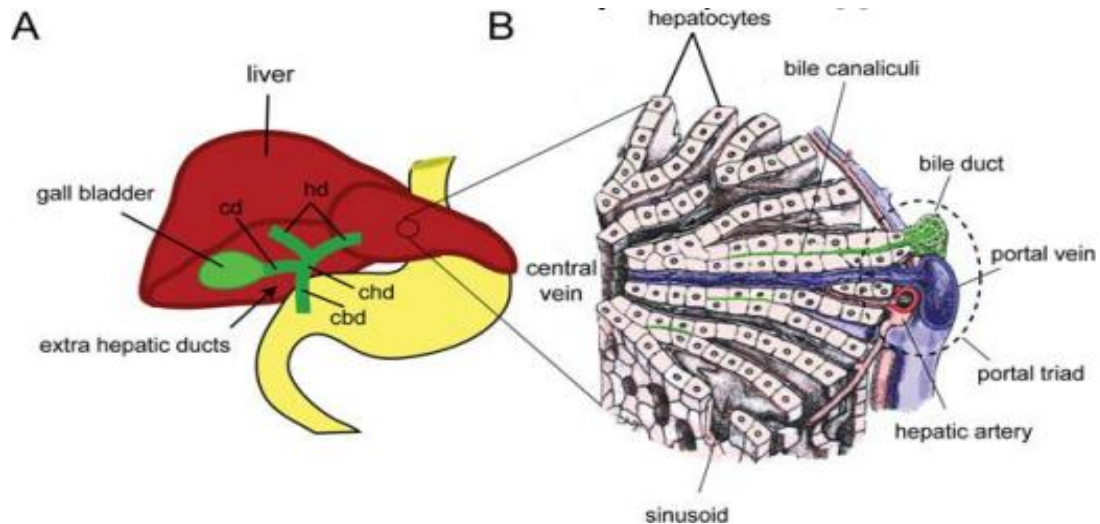 A
liver
gall bladder
cd
hd
chd
cbd
extra hepatic ducts
B
hepatocytes
bile canaliculi
bile duct
central
vein
portal vein
portal triad
hepatic artery
sinusoid